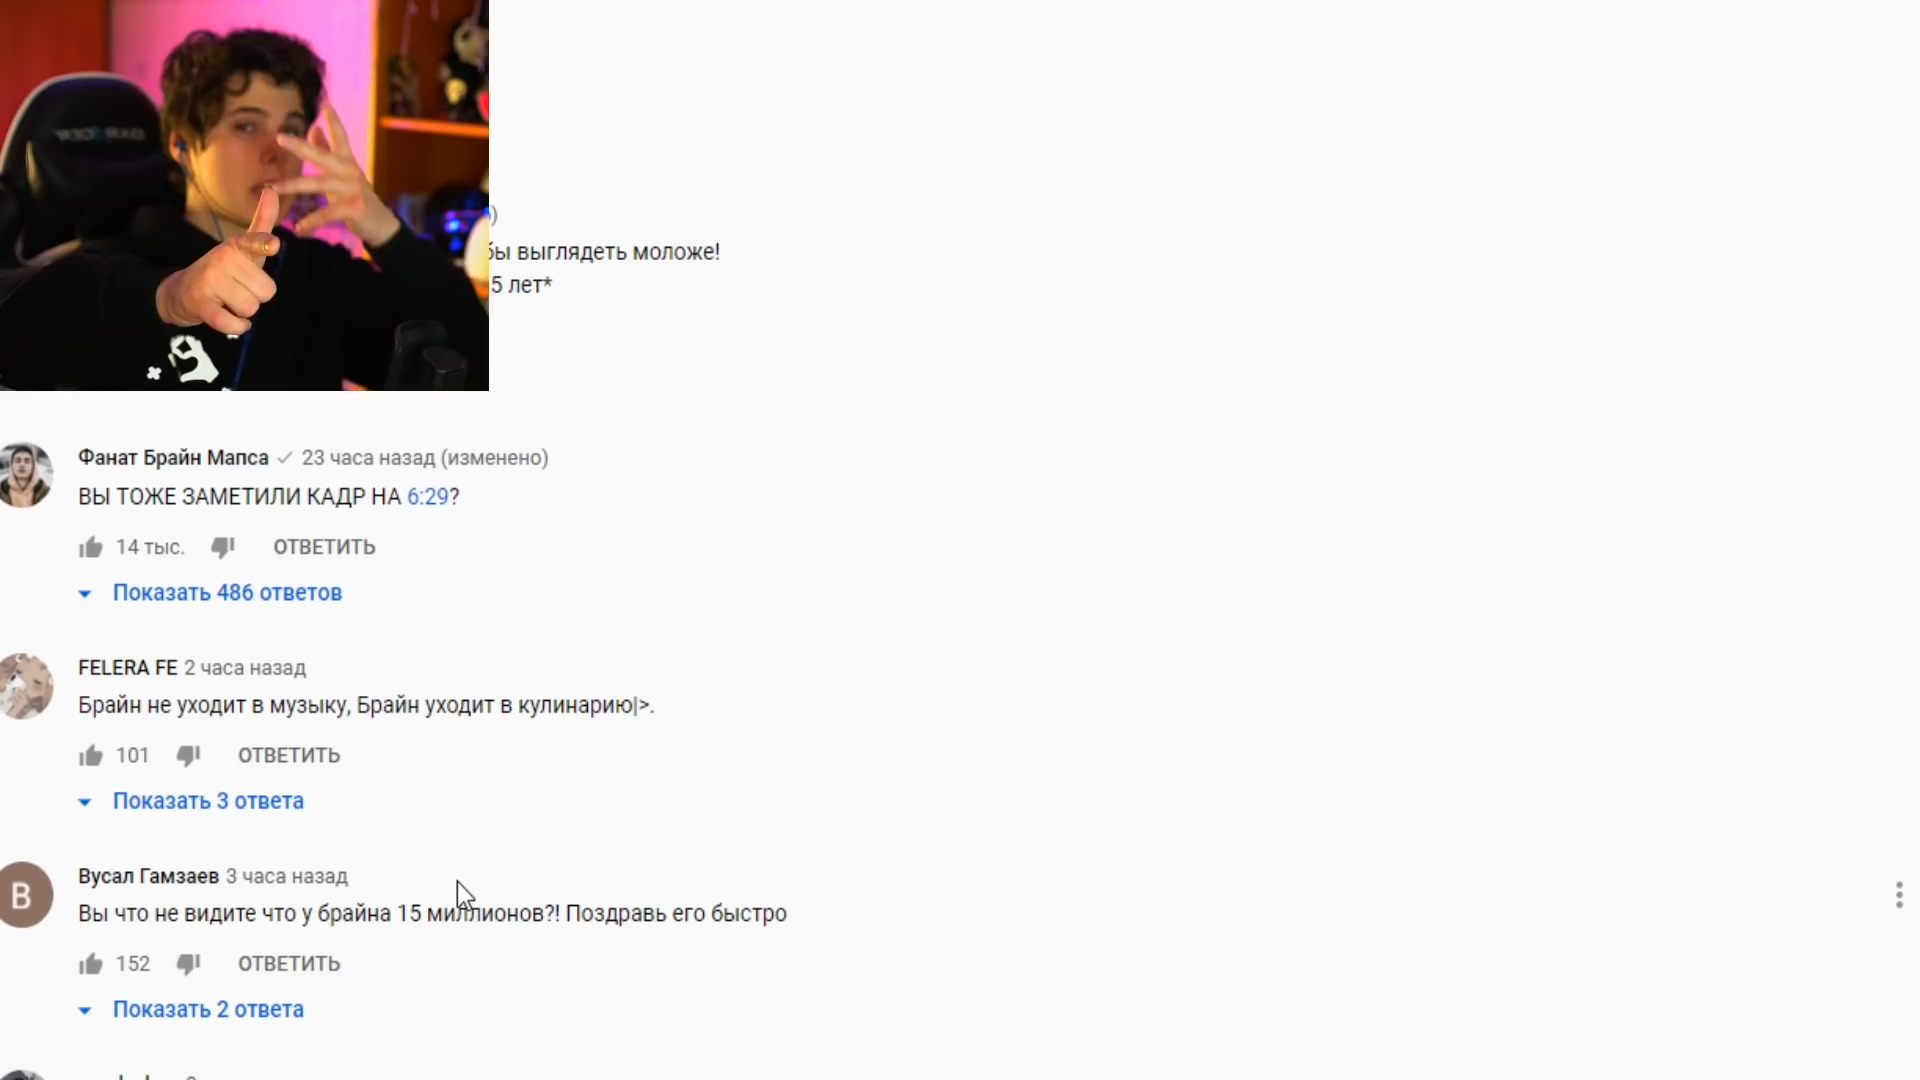 )
бы выглядеть моложе!
5 лет*
Фанат Брайн Мапса 23 часа назад (изменено)
ВЫ ТОЖЕ ЗАМЕТИЛИ КАДР НА 6:29?
14 тыс. ОТВЕТИТЬ
Показать 486 ответов
FELERA FE 2 часа назад
Брайн не уходит в музыку, Брайн уходит в кулинарию|>.
101 ОТВЕТИТЬ
Показать 3 ответа
В
Вусал Гамзаев 3 часа назад
Вы что не видите что у брайна 15 миллионов?! Поздравь его быстро
152 ОТВЕТИТЬ
Показать 2 ответа